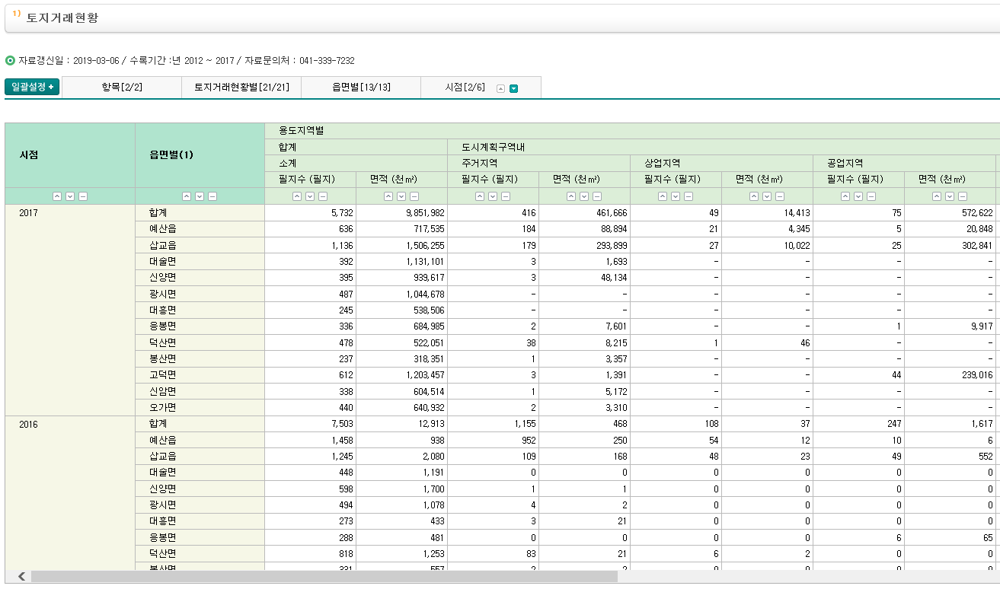 1) 토지거래현황
자료갱신일 : 2019-03-06 / 수록기간 :년 2012 ~ 2017 / 자료문의처 : 041-339-7232
일괄설정 + 항목[2/2] 토지거래현황별[21/21] 읍면별[13/13] 시점[2/6]
시점 읍면별(1) 용도지역별
합계 도시계획구역내
소계 주거지역 상업지역 공업지역
필지수 (필지) 면적 (천㎡) 필지수 (필지) 면적 (천㎡) 필지수 (필지) 면적 (천㎡) 필지수 (필지) 면적 (천㎡)
2017 합계 5,732 9,851,982 416 461,666 49 14,413 75 572,622
예산읍 636 717,535 184 88,894 21 4,345 5 20,848
삽교읍 1,136 1,506,255 179 293,899 27 10,022 25 302,841
대술면 392 1,131,101 3 1,693 - - - -
신양면 395 939,617 3 48,134 - - - -
광시면 487 1,044,678 - - - - - -
대흥면 245 538,506 - - - - - -
응봉면 336 684,985 2 7,601 - - 1 9,917
덕산면 478 522,051 38 8,215 1 46 - -
봉산면 237 318,351 1 3,357 - - - -
고덕면 612 1,203,457 3 1,391 - - 44 239,016
신암면 338 604,514 1 5,172 - - - -
오가면 440 640,932 2 3,310 - - - -
2016 합계 7,503 12,913 1,155 468 108 37 247 1,617
예산읍 1,458 938 952 250 54 12 10 6
삽교읍 1,245 2,080 109 168 48 23 49 552
대술면 448 1,191 0 0 0 0 0 0
신양면 598 1,700 1 1 0 0 0 0
광시면 494 1,078 4 2 0 0 0 0
대흥면 273 433 3 21 0 0 0 0
응봉면 288 481 0 0 0 0 6 65
덕산면 818 1,253 83 21 6 2 0 0
봉산면 331 557 2 2 0 0 0 0